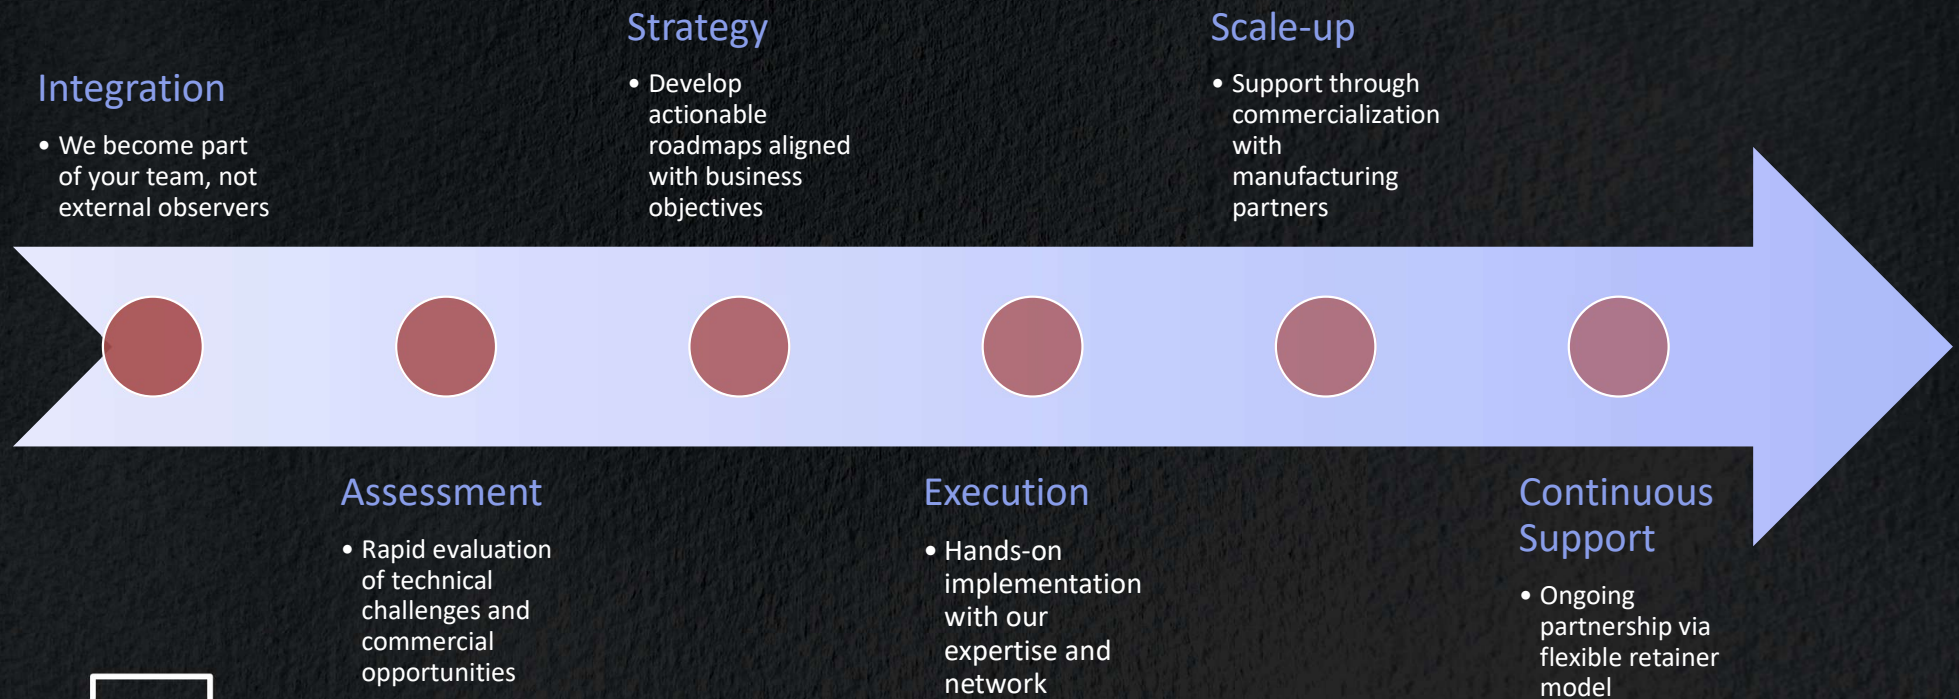 Integration
• We become part
of your team, not
external observers
Assessment
• Rapid evaluation
of technical
challenges and
commercial
opportunities
Strategy
• Develop
actionable
roadmaps aligned
with business
objectives
Execution
• Hands-on
implementation
with our
expertise and
network
Scale-up
• Support through
commercialization
with
manufacturing
partners
Continuous
Support
• Ongoing
partnership via
flexible retainer
model